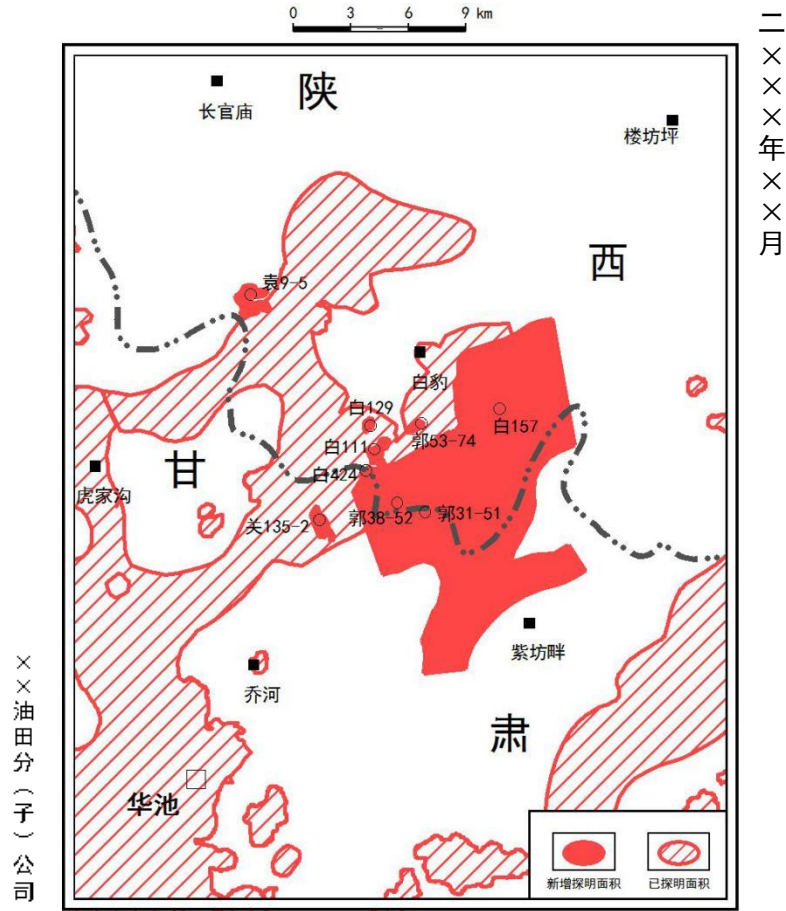 0 3 6 9 km
二×××年××月
陕
长官庙
楼坊坪
西
袁9-5
白豹
白129
白157
郭53-74
白111
甘
白424
虎家沟
郭38-52
郭31-51
关135-2
紫坊畔
乔河
肃
华池
新增探明面积
已探明面积
××油田分（子）公司